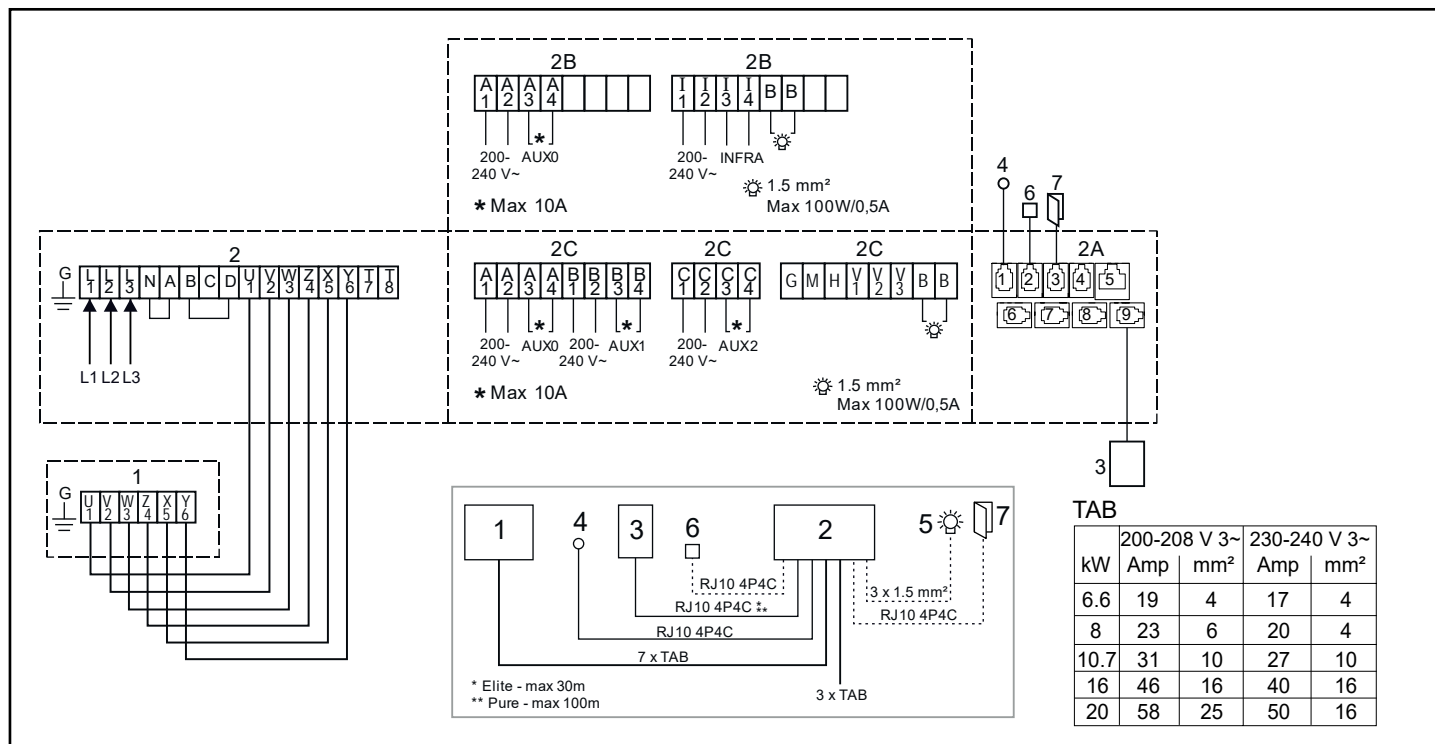 2B
A1 A2 A3 A4
200-240 V~
AUX0
* Max 10A
2B
I1 I2 I3 I4 B B
200-240 V~
INFRA
1.5 mm²
Max 100W/0,5A
2
G L1 L2 L3 N A B C D U1 V2 W3 Z4 X5 Y6 T7 T8
L1 L2 L3
2C
A1 A2 A3 A4 B1 B2 B3 B4
200-240 V~
* AUX0
200-240 V~
* AUX1
* Max 10A
2C
C1 C2 C3 C4
200-240 V~
* AUX2
2C
G M H V1 V2 V3 B B
1.5 mm²
Max 100W/0,5A
4
6
7
2A
1 2 3 4 5
6 7 8 9
3
1
G U1 V2 W3 Z4 X5 Y6
1 4 3 6 2 5 7
RJ10 4P4C
3 x 1.5 mm²
RJ10 4P4C * **
RJ10 4P4C
RJ10 4P4C
7 x TAB
3 x TAB
* Elite - max 30m
** Pure - max 100m
TAB
200-208 V 3~ 230-240 V 3~
kW Amp mm² Amp mm²
6.6 19 4 17 4
8 23 6 20 4
10.7 31 10 27 10
16 46 16 40 16
20 58 25 50 16